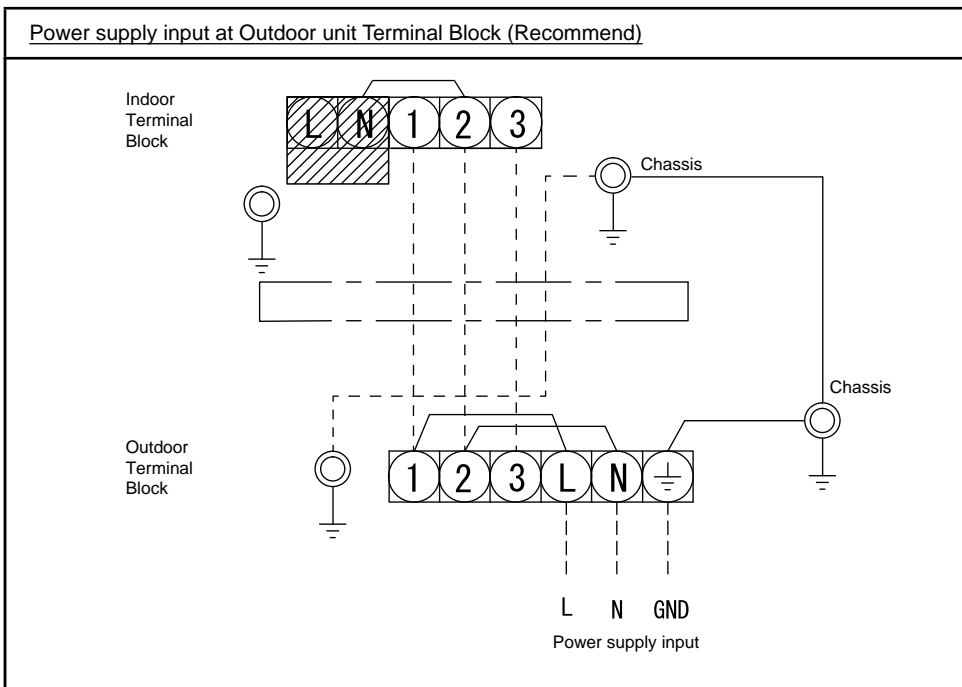 Power supply input at Outdoor unit Terminal Block (Recommend)
Indoor
Terminal
Block
L N 1 2 3
Chassis
Chassis
Outdoor
Terminal
Block
1 2 3 L N
L N GND
Power supply input